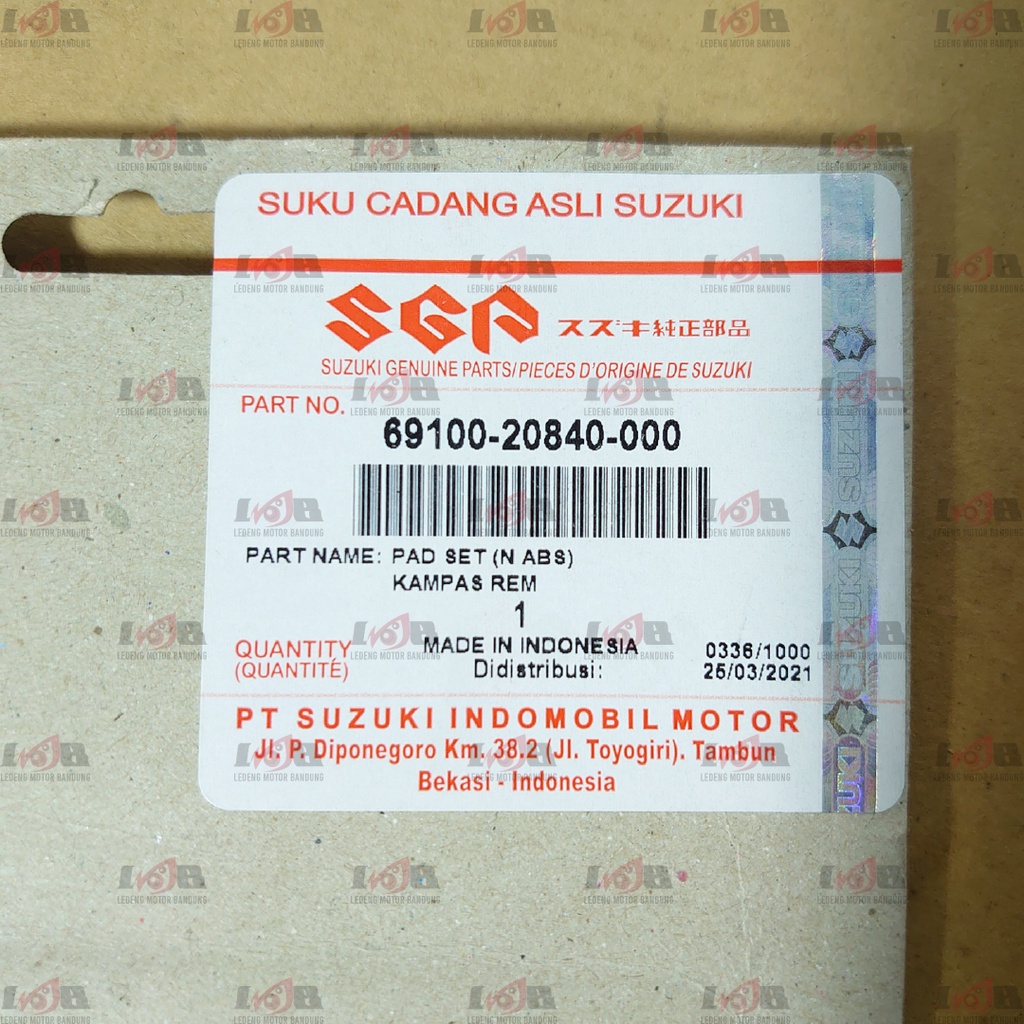 SUKU CADANG ASLI SUZUKI
SGP スズキ純正部品
SUZUKI GENUINE PARTS/PIECES D'ORIGINE DE SUZUKI
PART NO.
69100-20840-000
PART NAME: PAD SET (N ABS)
KAMPAS REM
1
QUANTITY MADE IN INDONESIA 0336/1000
(QUANTITÉ) Didistribusi: 25/03/2021
PT SUZUKI INDOMOBIL MOTOR
Jl. P. Diponegoro Km. 38.2 (Jl. Toyogiri). Tambun
Bekasi - Indonesia
SUZUKI
SUZUKI
LEDENG MOTOR BANDUNG